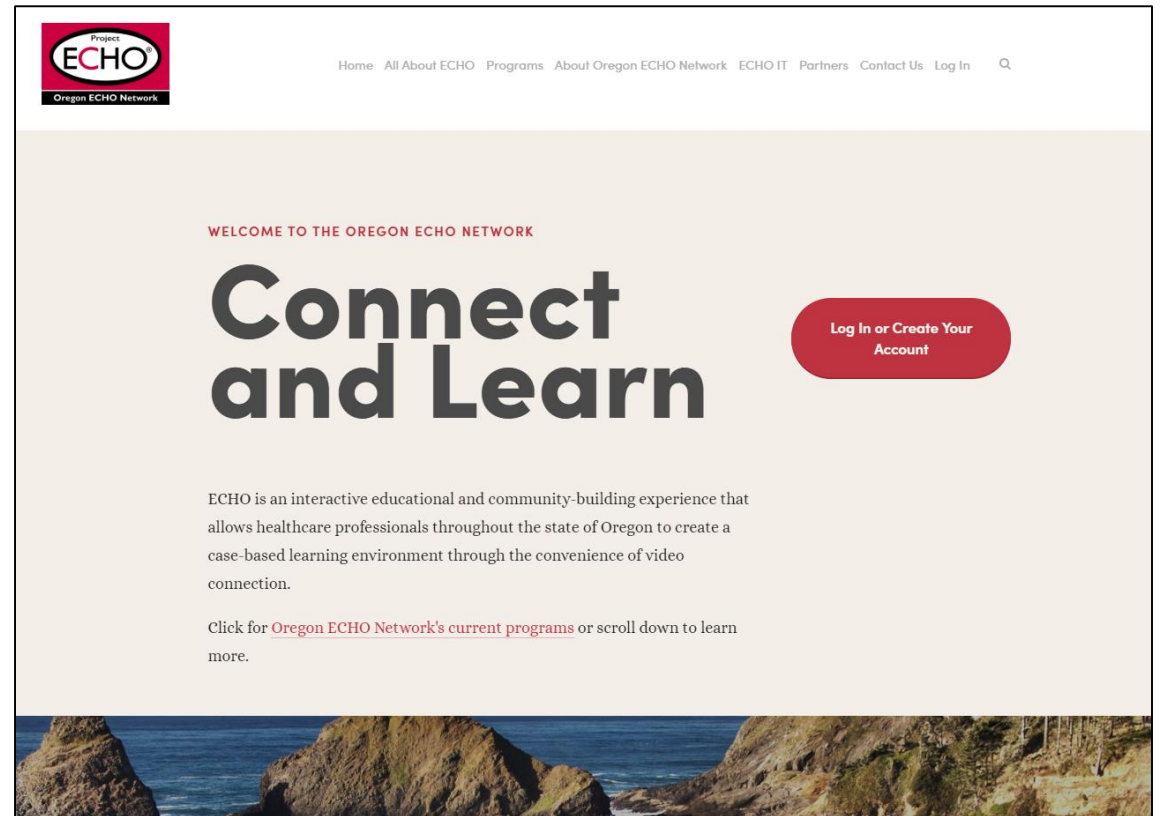 Project
ECHO®
Oregon ECHO Network
Home All About ECHO Programs About Oregon ECHO Network ECHO IT Partners Contact Us Log In
WELCOME TO THE OREGON ECHO NETWORK
Connect
and Learn
Log In or Create Your
Account
ECHO is an interactive educational and community-building experience that
allows healthcare professionals throughout the state of Oregon to create a
case-based learning environment through the convenience of video
connection.
Click for Oregon ECHO Network's current programs or scroll down to learn
more.